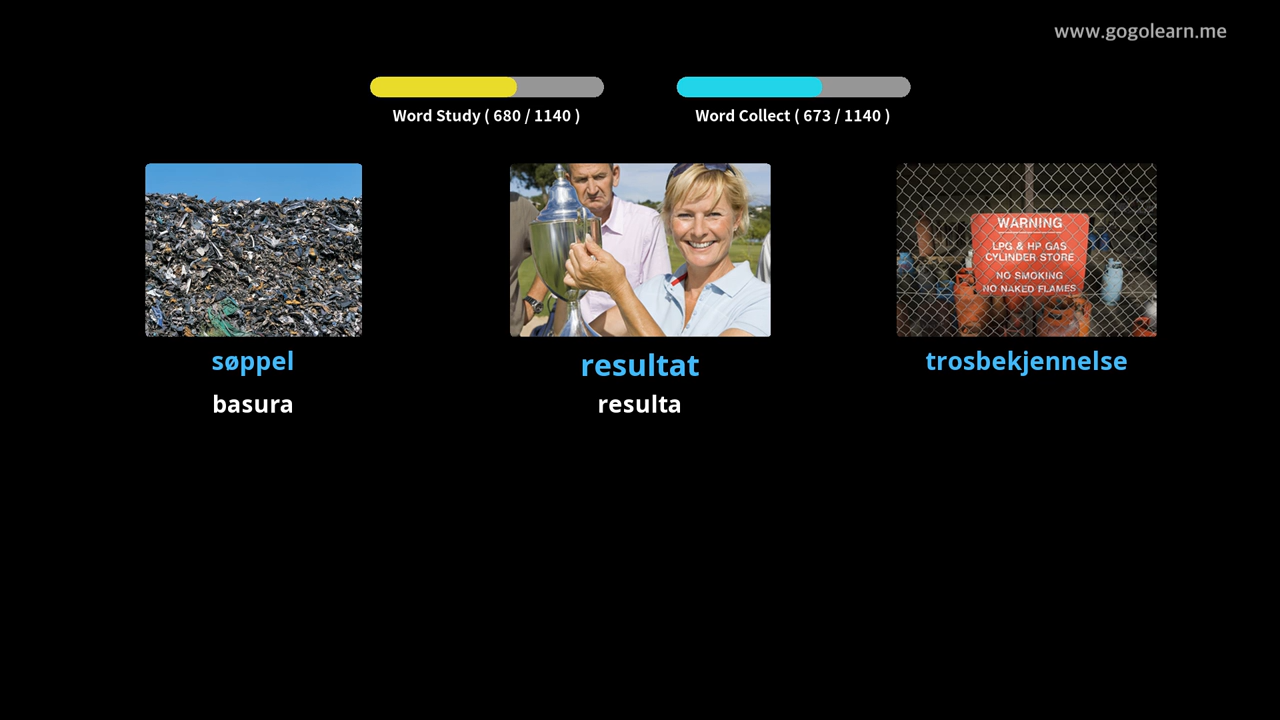 www.gogolearn.me
Word Study ( 680 / 1140 )
Word Collect ( 673 / 1140 )
WARNING
LPG & HP GAS
CYLINDER STORE
NO SMOKING
NO NAKED FLAMES
søppel
resultat
trosbekjennelse
basura
resulta